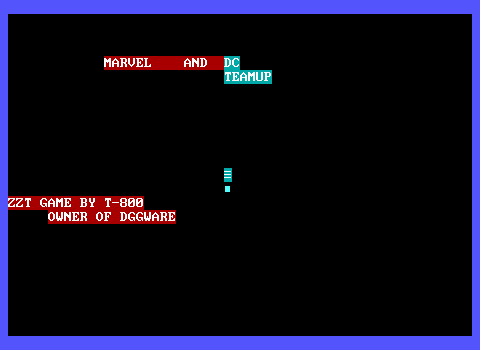 MARVEL AND DC
TEAMUP
ZZT GAME BY T-800
OWNER OF DGGWARE